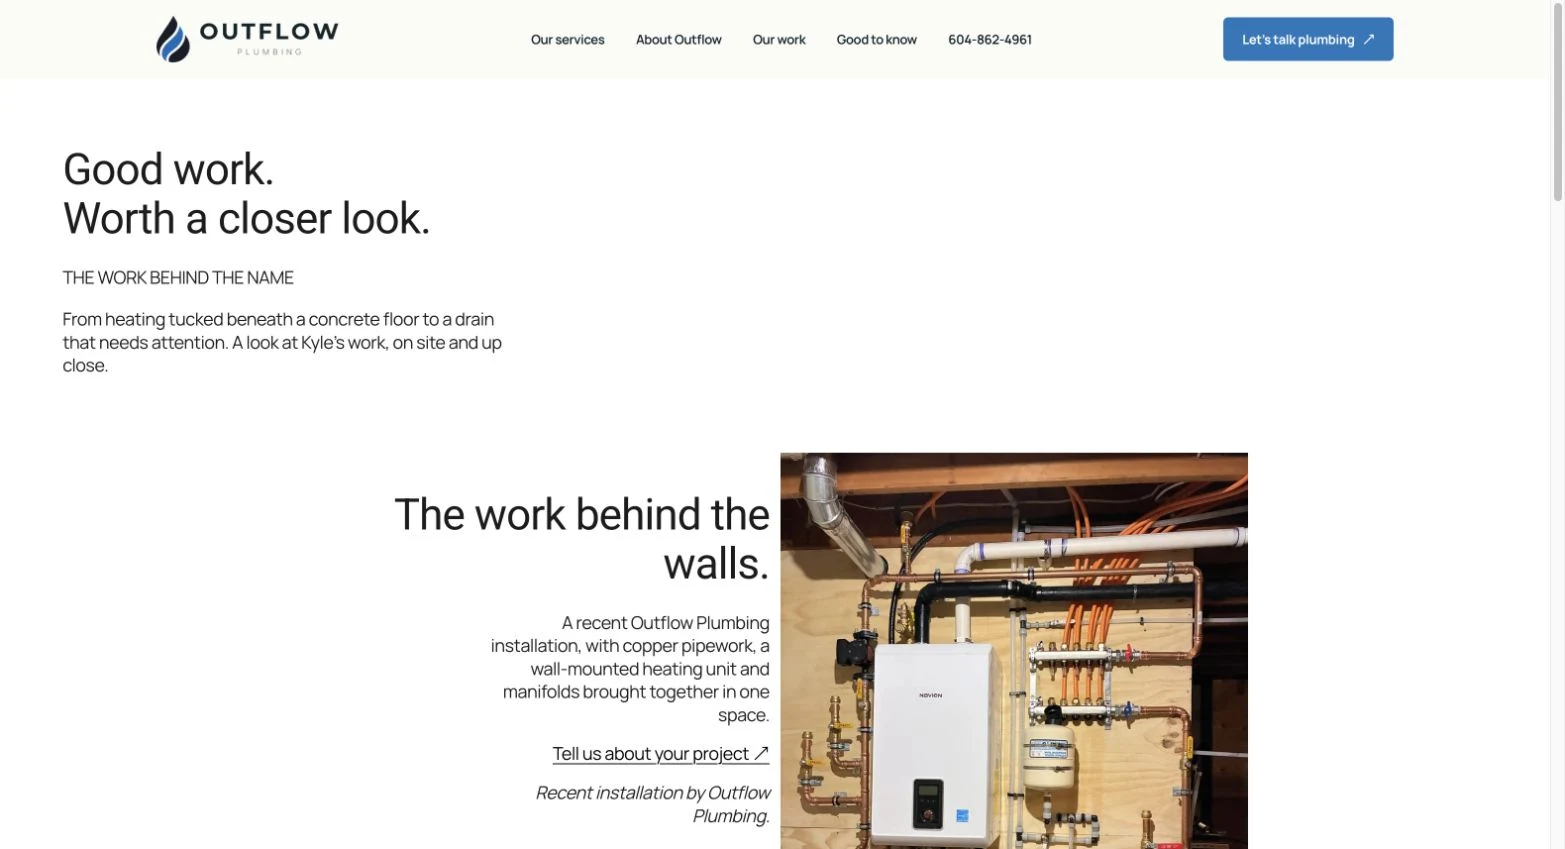 OUTFLOW
PLUMBING
Our services
About Outflow
Our work
Good to know
604-862-4961
Let's talk plumbing ↗
Good work.
Worth a closer look.
THE WORK BEHIND THE NAME
From heating tucked beneath a concrete floor to a drain
that needs attention. A look at Kyle's work, on site and up
close.
The work behind the
walls.
A recent Outflow Plumbing
installation, with copper pipework, a
wall-mounted heating unit and
manifolds brought together in one
space.
Tell us about your project ↗
Recent installation by Outflow
Plumbing.
NAVIEN